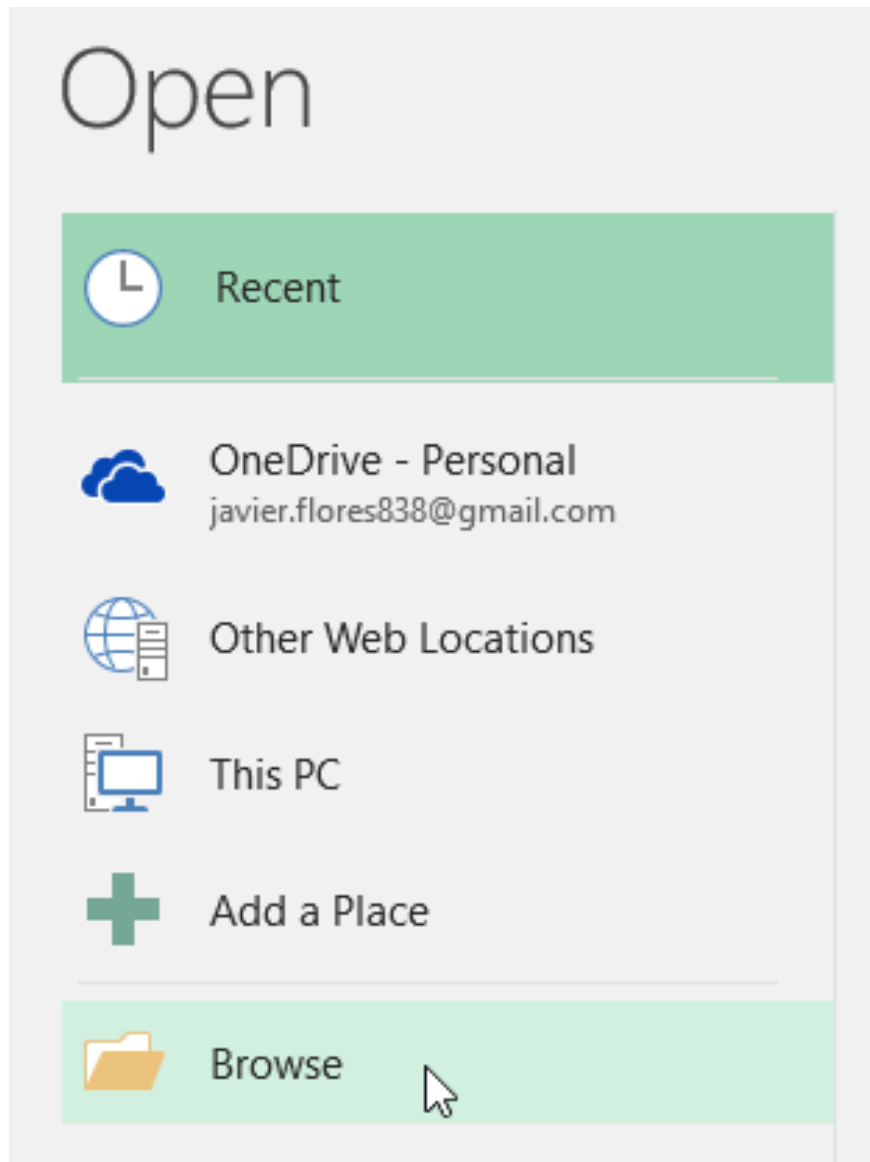 Open
Recent
OneDrive - Personal
javier.flores838@gmail.com
Other Web Locations
This PC
Add a Place
Browse